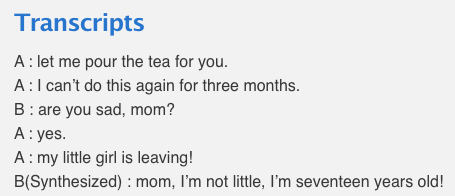 Transcripts
A : let me pour the tea for you.
A : I can’t do this again for three months.
B : are you sad, mom?
A : yes.
A : my little girl is leaving!
B(Synthesized) : mom, I’m not little, I’m seventeen years old!